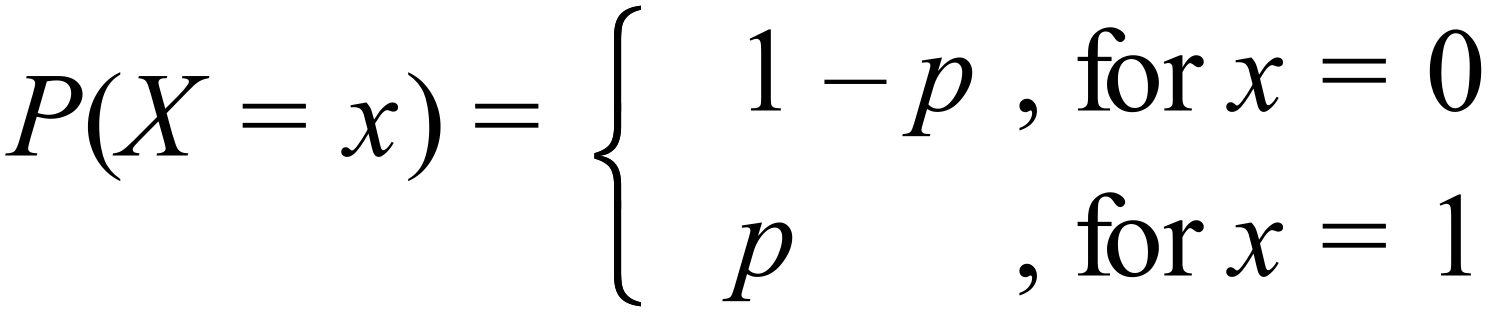 P(X = x) = { 1 − p , for x = 0
p , for x = 1